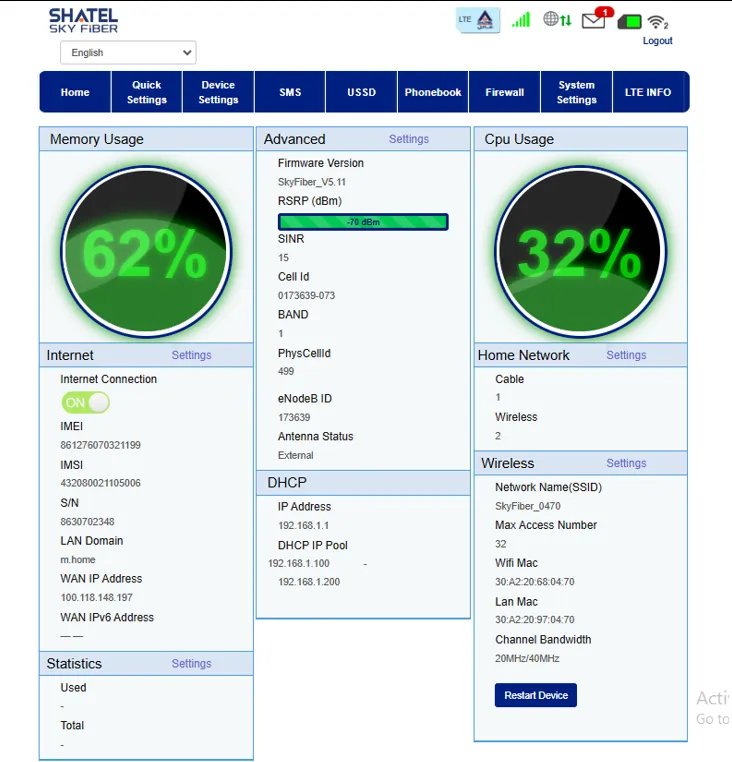 SHATEL
SKY FIBER
LTE
1
2
Logout
English
Home
Quick Settings
Device Settings
SMS
USSD
Phonebook
Firewall
System Settings
LTE INFO
Memory Usage
62%
Internet Settings
Internet Connection
ON
IMEI
861276070321199
IMSI
432080021105006
S/N
8630702348
LAN Domain
m.home
WAN IP Address
100.118.148.197
WAN IPv6 Address
— —
Statistics Settings
Used
-
Total
-
Advanced Settings
Firmware Version
SkyFiber_V5.11
RSRP (dBm)
-70 dBm
SINR
15
Cell Id
0173639-073
BAND
1
PhysCellId
499
eNodeB ID
173639
Antenna Status
External
DHCP
IP Address
192.168.1.1
DHCP IP Pool
192.168.1.100 -
192.168.1.200
Cpu Usage
32%
Home Network Settings
Cable
1
Wireless
2
Wireless Settings
Network Name(SSID)
SkyFiber_0470
Max Access Number
32
Wifi Mac
30:A2:20:68:04:70
Lan Mac
30:A2:20:97:04:70
Channel Bandwidth
20MHz/40MHz
Restart Device
Acti
Go to